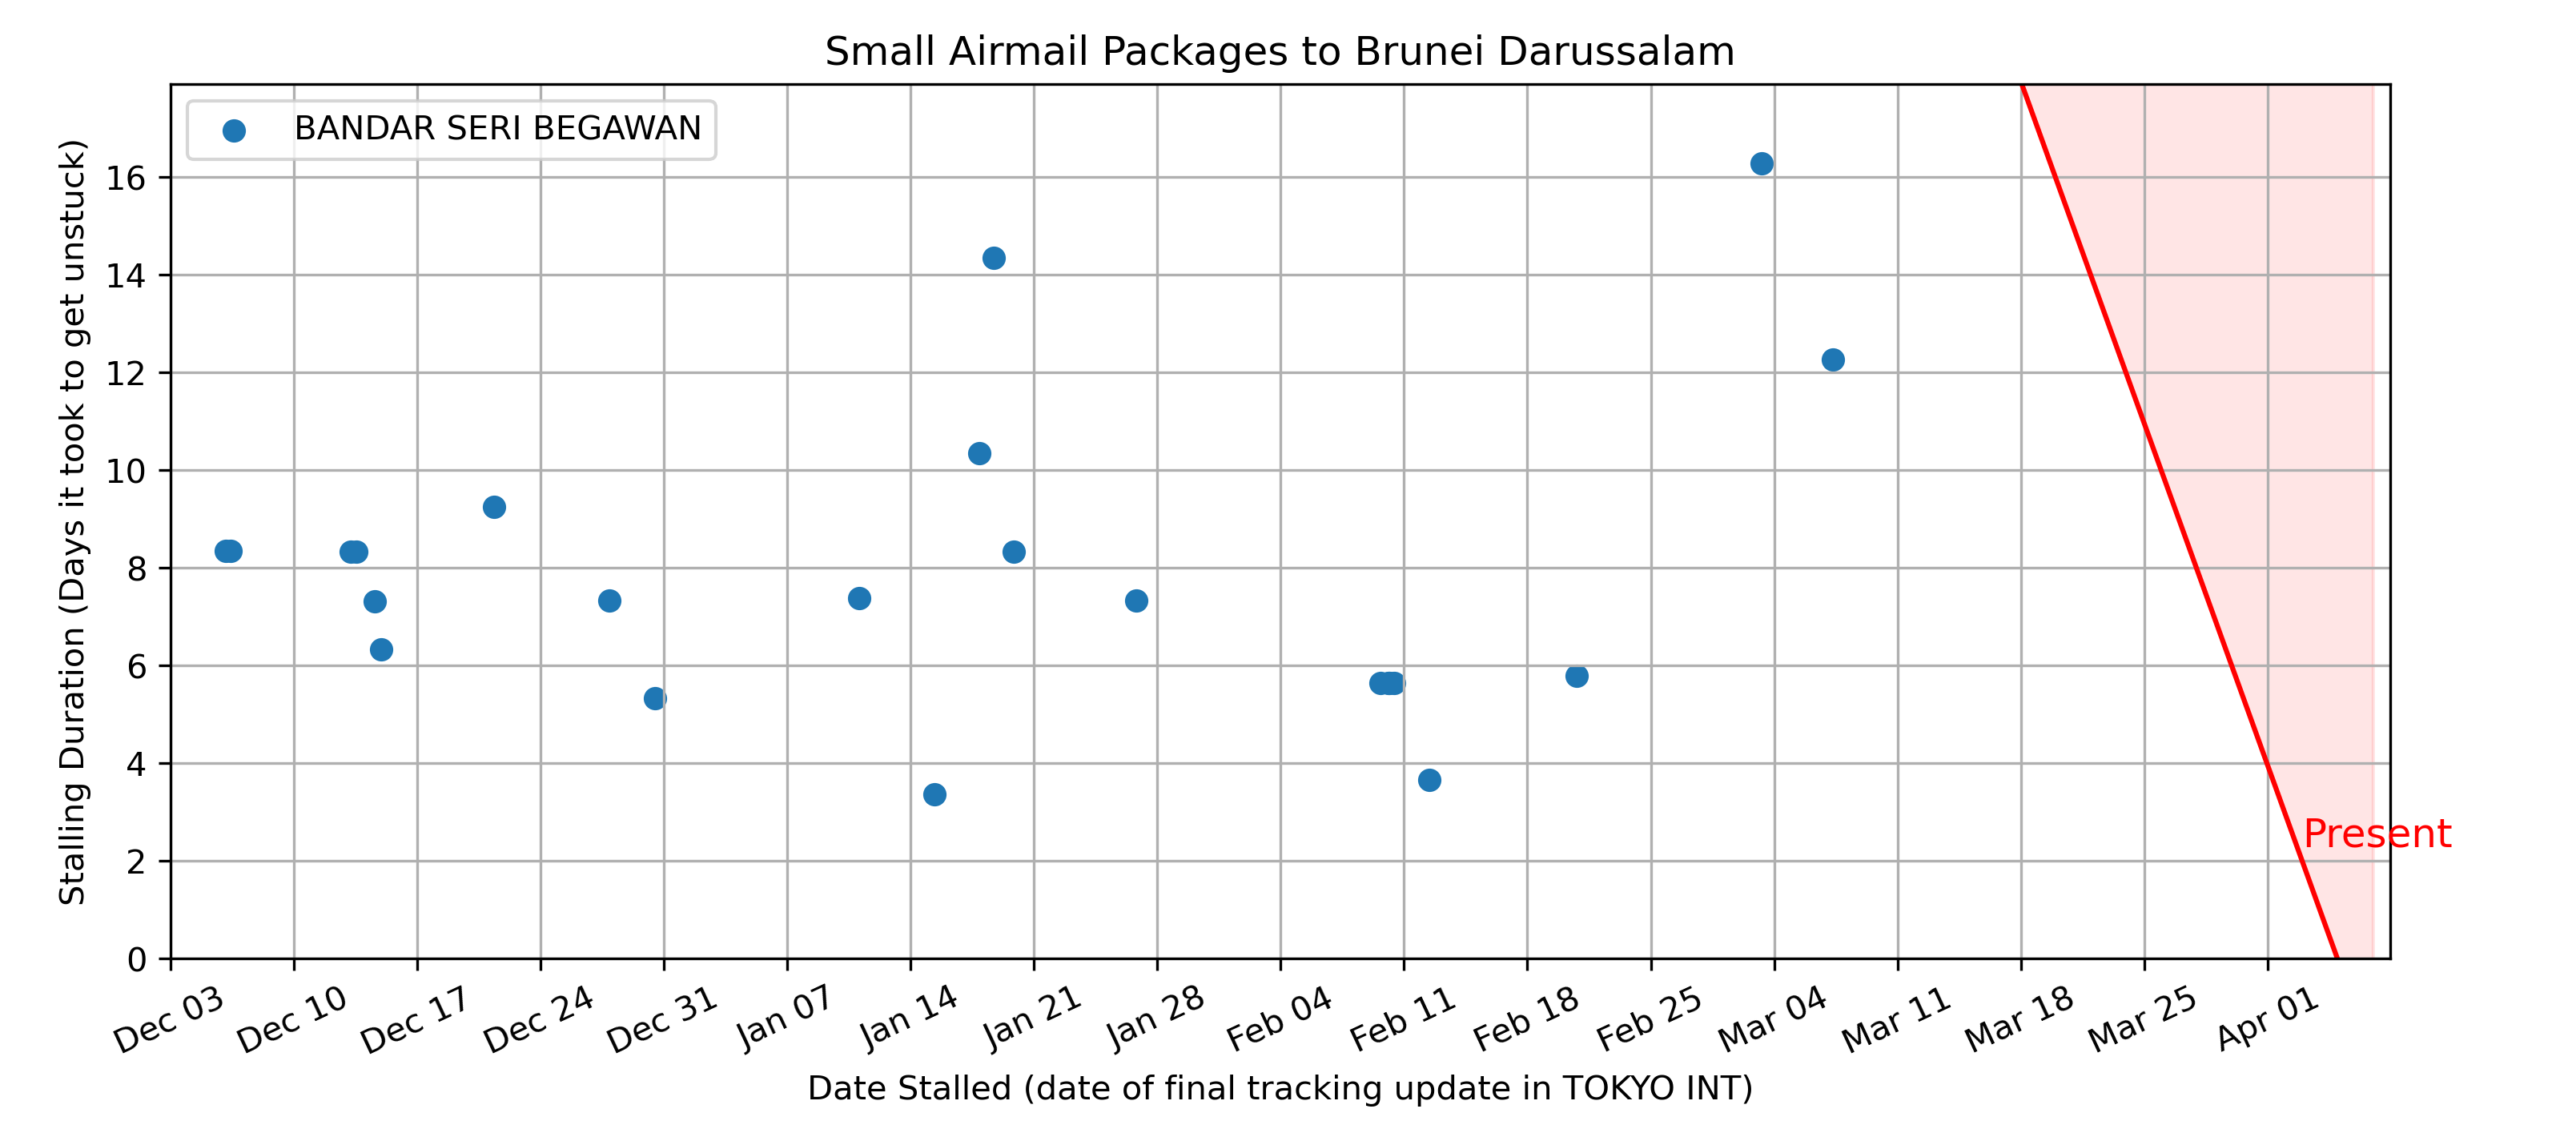 Small Airmail Packages to Brunei Darussalam
BANDAR SERI BEGAWAN
Stalling Duration (Days it took to get unstuck)
16
14
12
10
8
6
4
2
0
Present
Dec 03
Dec 10
Dec 17
Dec 24
Dec 31
Jan 07
Jan 14
Jan 21
Jan 28
Feb 04
Feb 11
Feb 18
Feb 25
Mar 04
Mar 11
Mar 18
Mar 25
Apr 01
Date Stalled (date of final tracking update in TOKYO INT)